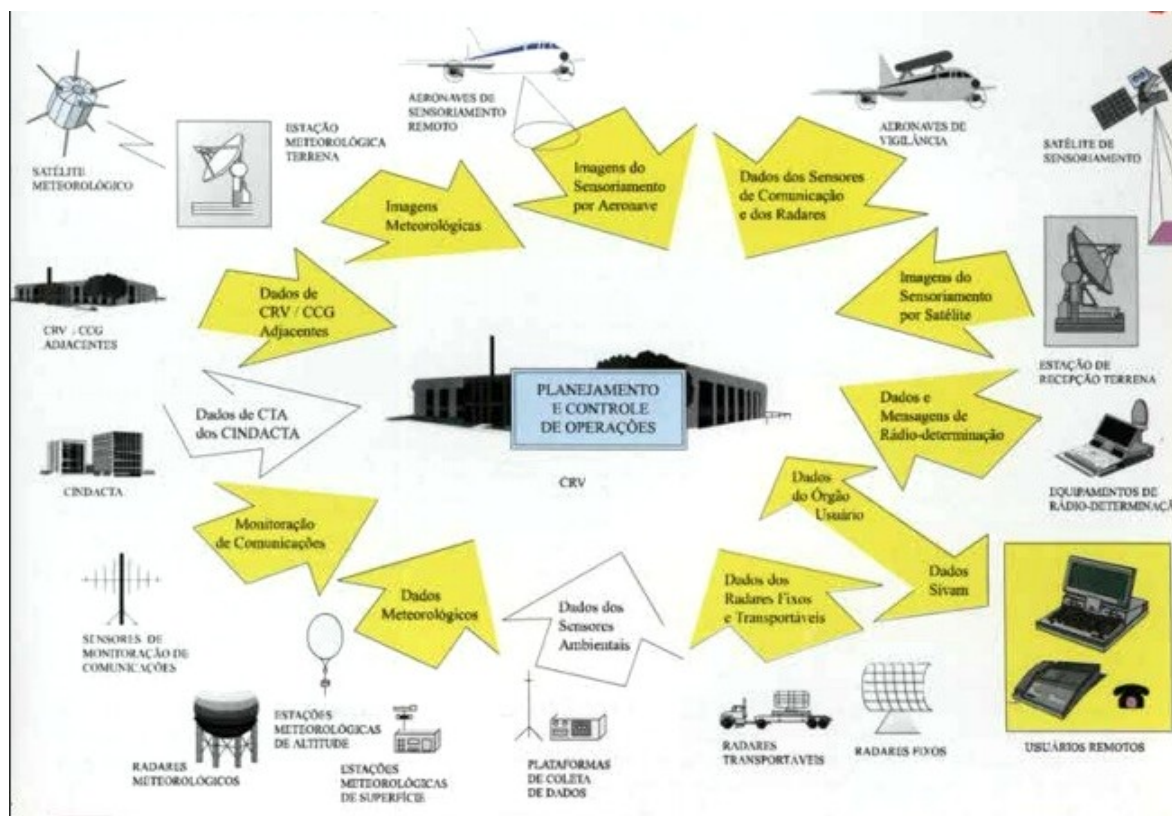 AERONAVES DE
SENSORIAMENTO
REMOTO
AERONAVES DE
VIGILÂNCIA
SATÉLITE DE
SENSORIAMENTO
SATÉLITE
METEOROLÓGICO
ESTAÇÃO
METEOROLÓGICA
TERRENA
Imagens do
Sensoriamento
por Aeronave
Dados dos Sensores
de Comunicação
e dos Radares
Imagens
Meteorológicas
Dados de
CRV / CCG
Adjacentes
Imagens do
Sensoriamento
por Satélite
CRV - CCG
ADJACENTES
ESTAÇÃO DE
RECEPÇÃO TERRENA
PLANEJAMENTO
E CONTROLE
DE OPERAÇÕES
CRV
Dados de CTA
dos CINDACTA
Dados e
Mensagens de
Rádio-determinação
CINDACTA
EQUIPAMENTOS DE
RÁDIO-DETERMINAÇÃ
Dados
do Órgão
Usuário
Monitoração
de Comunicações
Dados
Sivam
Dados
Meteorológicos
Dados dos
Sensores
Ambientais
Dados dos
Radares Fixos
e Transportáveis
SENSORES DE
MONITORAÇÃO DE
COMUNICAÇÕES
ESTAÇÕES
METEOROLÓGICAS
DE ALTITUDE
RADARES
METEOROLÓGICOS
ESTAÇÕES
METEOROLÓGICAS
DE SUPERFÍCIE
PLATAFORMAS
DE COLETA
DE DADOS
RADARES
TRANSPORTÁVEIS
RADARES FIXOS
USUÁRIOS REMOTOS